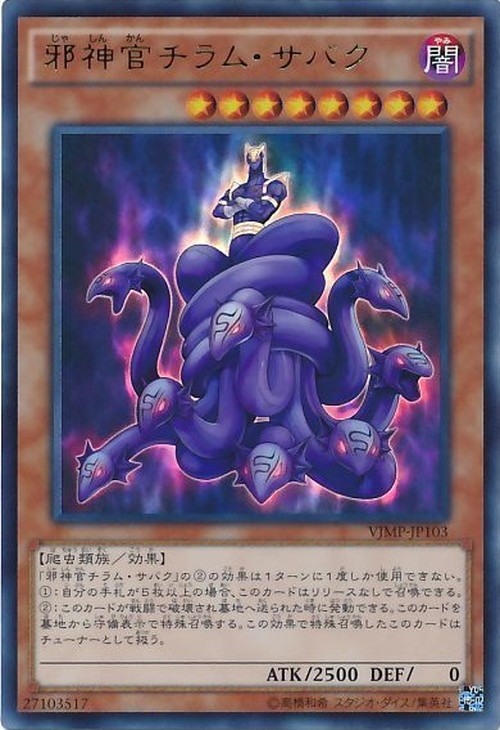 邪神官チラム・サバク
闇
【爬虫類族／効果】
「邪神官チラム・サバク」の②の効果は1ターンに1度しか使用できない。
①：自分の手札が５枚以上の場合、このカードはリリースなしで召喚できる。
②：このカードが戦闘で破壊され墓地へ送られた時に発動できる。このカードを
墓地から守備表示で特殊召喚する。この効果で特殊召喚したこのカードは
チューナーとして扱う。
VJMP-JP103
ATK/2500 DEF/ 0
27103517
©高橋和希 スタジオ・ダイス/集英社